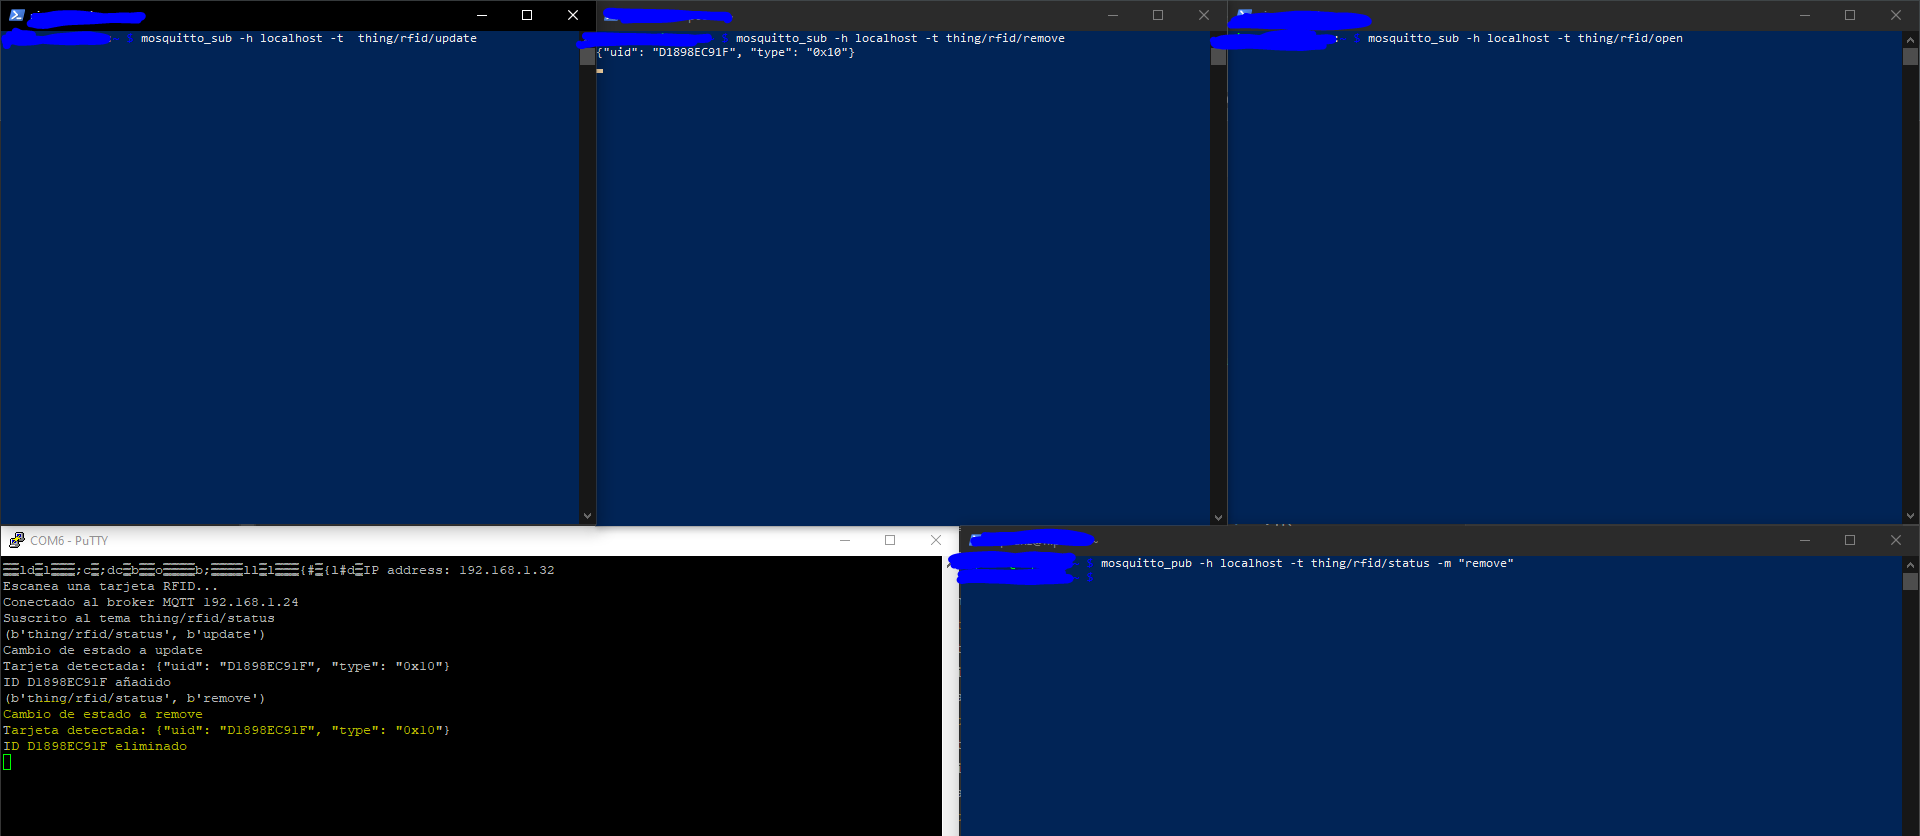 mosquitto_sub -h localhost -t  thing/rfid/update
mosquitto_sub -h localhost -t thing/rfid/remove
{"uid": "D1898EC91F", "type": "0x10"}
mosquitto_sub -h localhost -t thing/rfid/open
COM6 - PuTTY
IP address: 192.168.1.32
Escanea una tarjeta RFID...
Conectado al broker MQTT 192.168.1.24
Suscrito al tema thing/rfid/status
(b'thing/rfid/status', b'update')
Cambio de estado a update
Tarjeta detectada: {"uid": "D1898EC91F", "type": "0x10"}
ID D1898EC91F añadido
(b'thing/rfid/status', b'remove')
Cambio de estado a remove
Tarjeta detectada: {"uid": "D1898EC91F", "type": "0x10"}
ID D1898EC91F eliminado
mosquitto_pub -h localhost -t thing/rfid/status -m "remove"